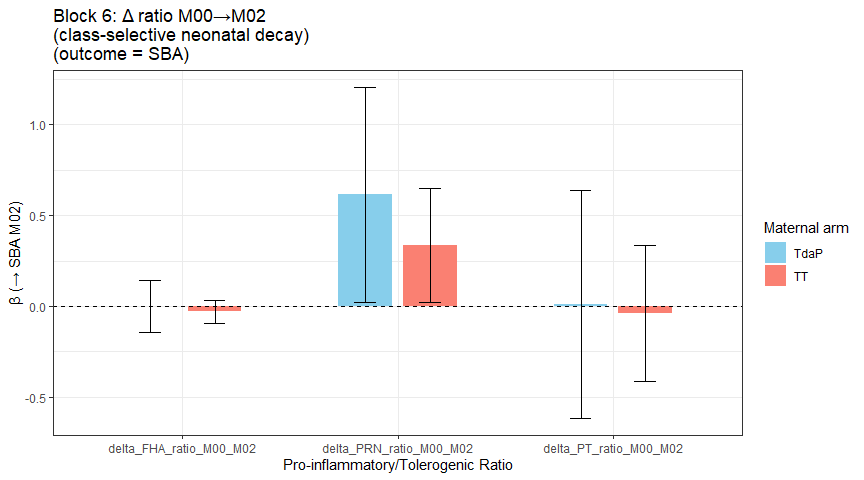 Block 6: Δ ratio M00→M02
(class-selective neonatal decay)
(outcome = SBA)
β (→ SBA M02)
1.0
0.5
0.0
-0.5
delta_FHA_ratio_M00_M02
delta_PRN_ratio_M00_M02
delta_PT_ratio_M00_M02
Pro-inflammatory/Tolerogenic Ratio
Maternal arm
TdaP
TT